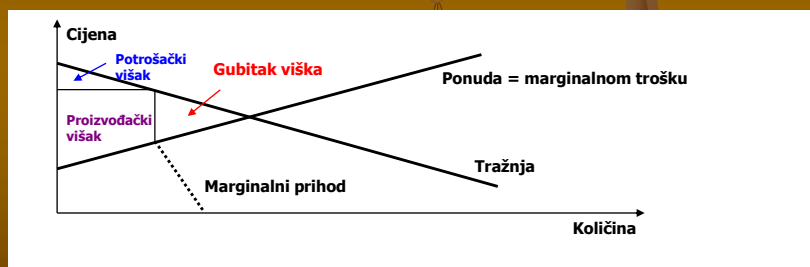 Cijena
Potrošački
višak
Gubitak viška
Ponuda = marginalnom trošku
Proizvođački
višak
Tražnja
Marginalni prihod
Količina